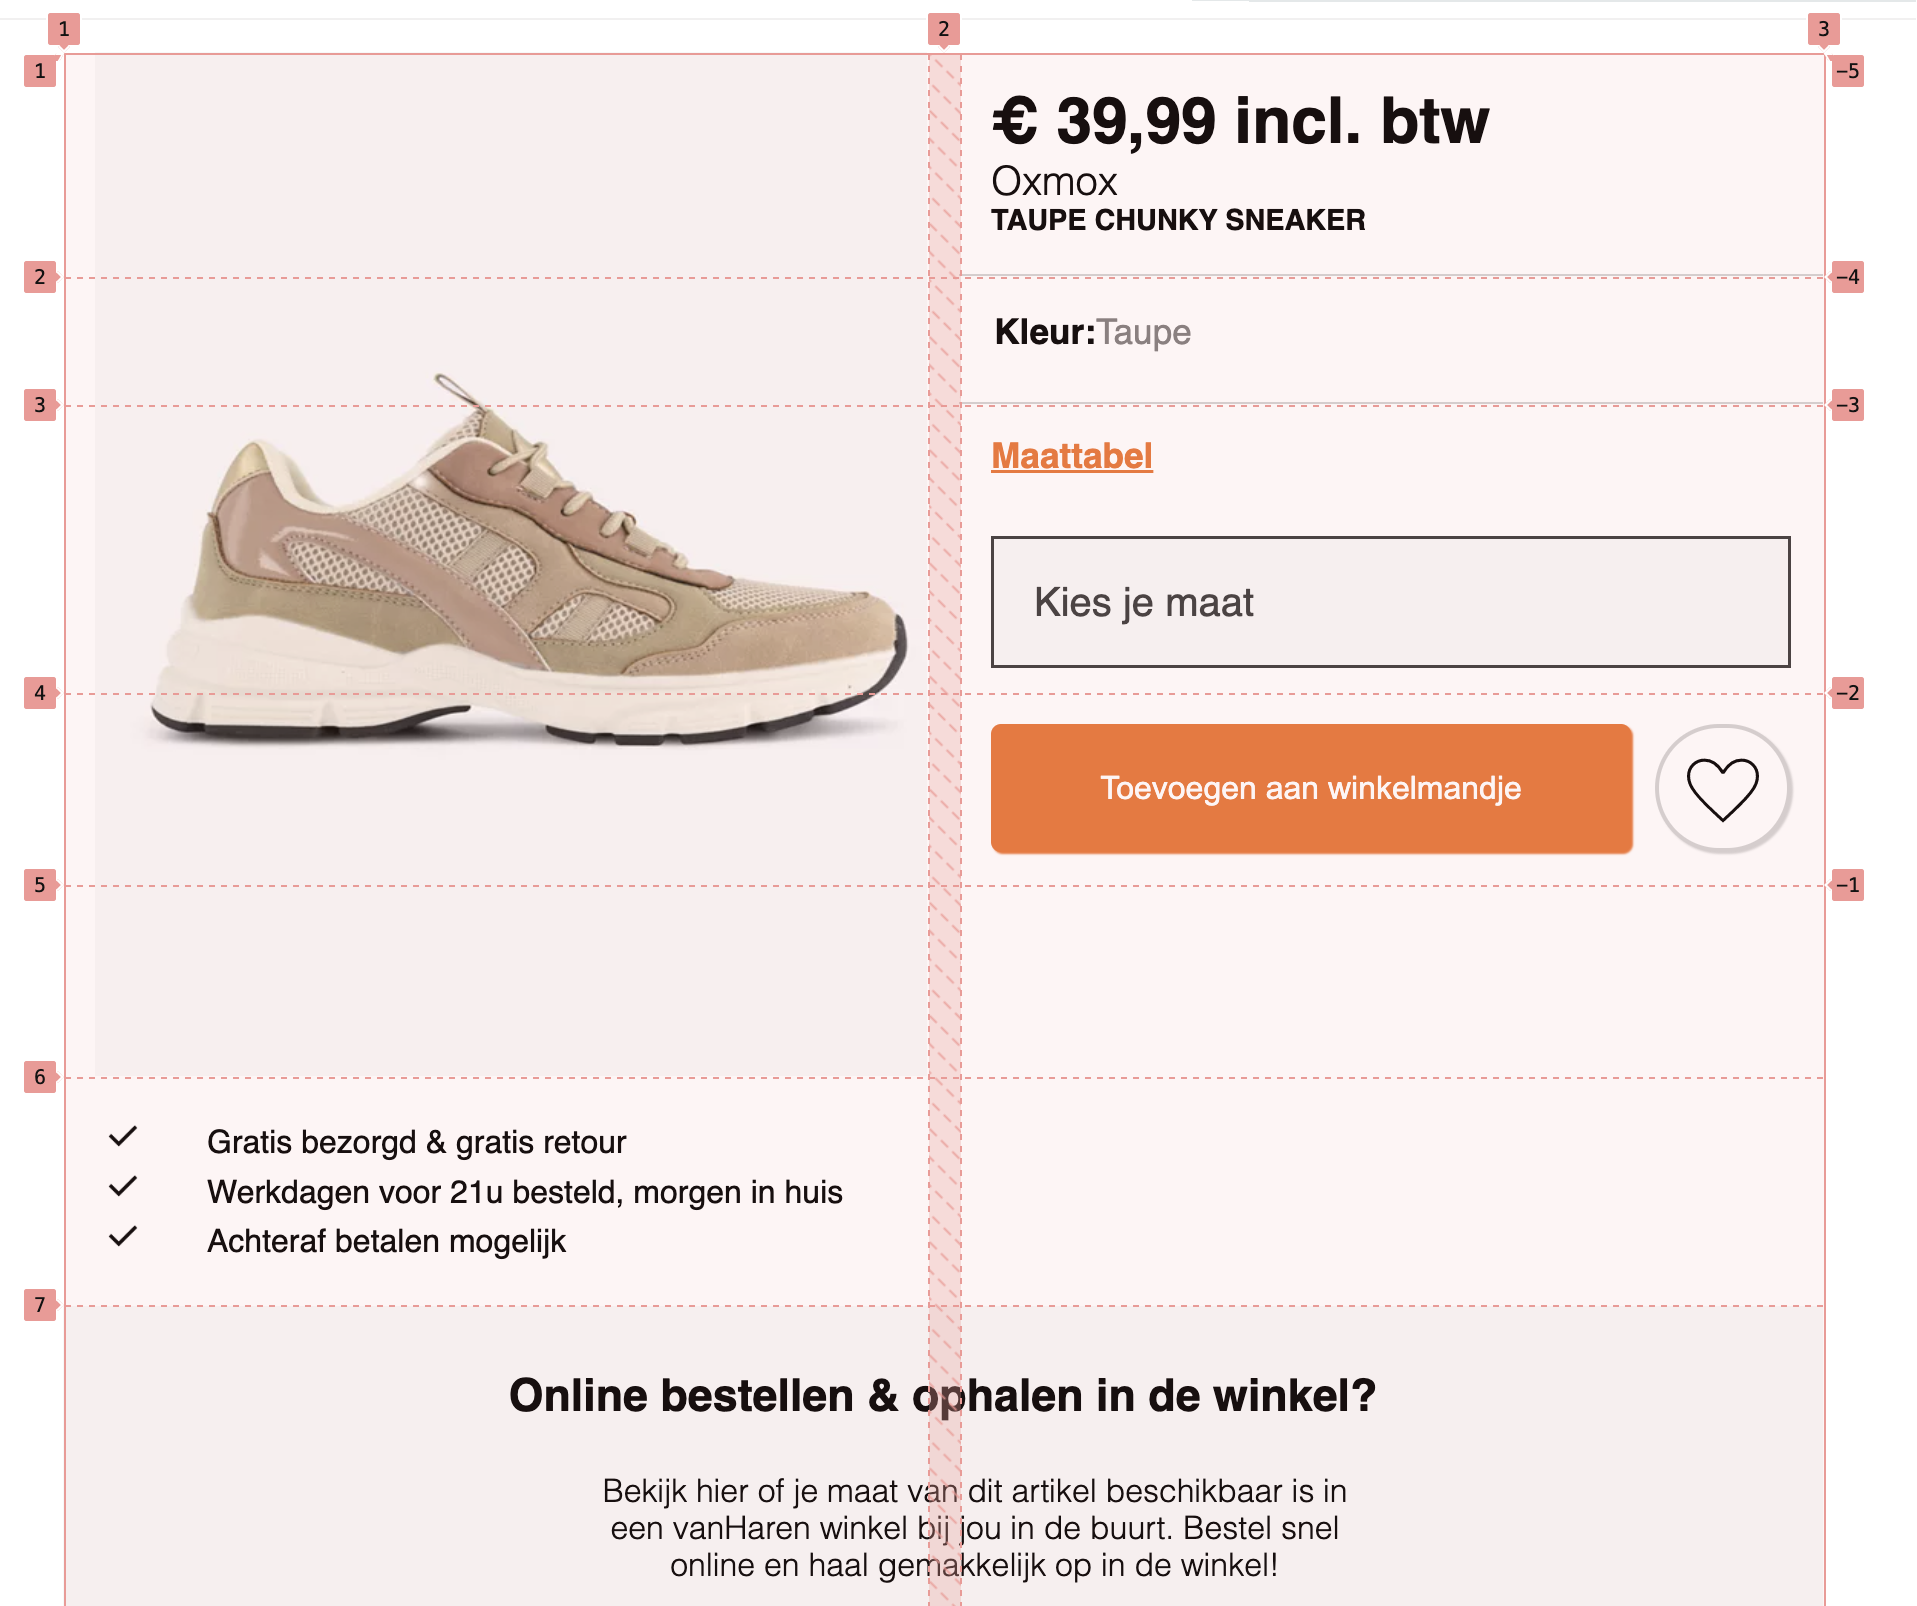 1 2 3
1 −5
€ 39,99 incl. btw
Oxmox
TAUPE CHUNKY SNEAKER
2 −4
Kleur:Taupe
3 −3
Maattabel
Kies je maat
4 −2
Toevoegen aan winkelmandje
5 −1
6
Gratis bezorgd & gratis retour
Werkdagen voor 21u besteld, morgen in huis
Achteraf betalen mogelijk
7
Online bestellen & ophalen in de winkel?
Bekijk hier of je maat van dit artikel beschikbaar is in
een vanHaren winkel bij jou in de buurt. Bestel snel
online en haal gemakkelijk op in de winkel!